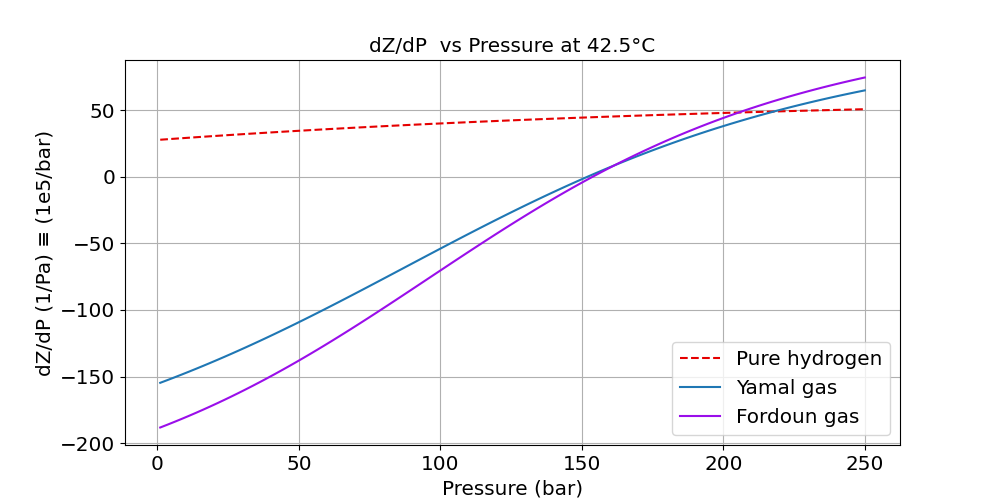 dZ/dP  vs Pressure at 42.5°C
dZ/dP (1/Pa) ≡ (1e5/bar)
50
0
−50
−100
−150
−200
Pure hydrogen
Yamal gas
Fordoun gas
0 50 100 150 200 250
Pressure (bar)